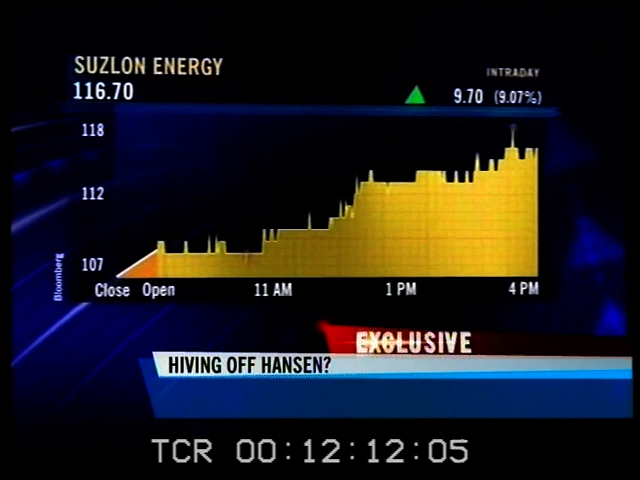 SUZLON ENERGY
INTRADAY
116.70
9.70 (9.07%)
118
112
107
Bloomberg
Close Open 11 AM 1 PM 4 PM
EXCLUSIVE
HIVING OFF HANSEN?
TCR 00:12:12:05